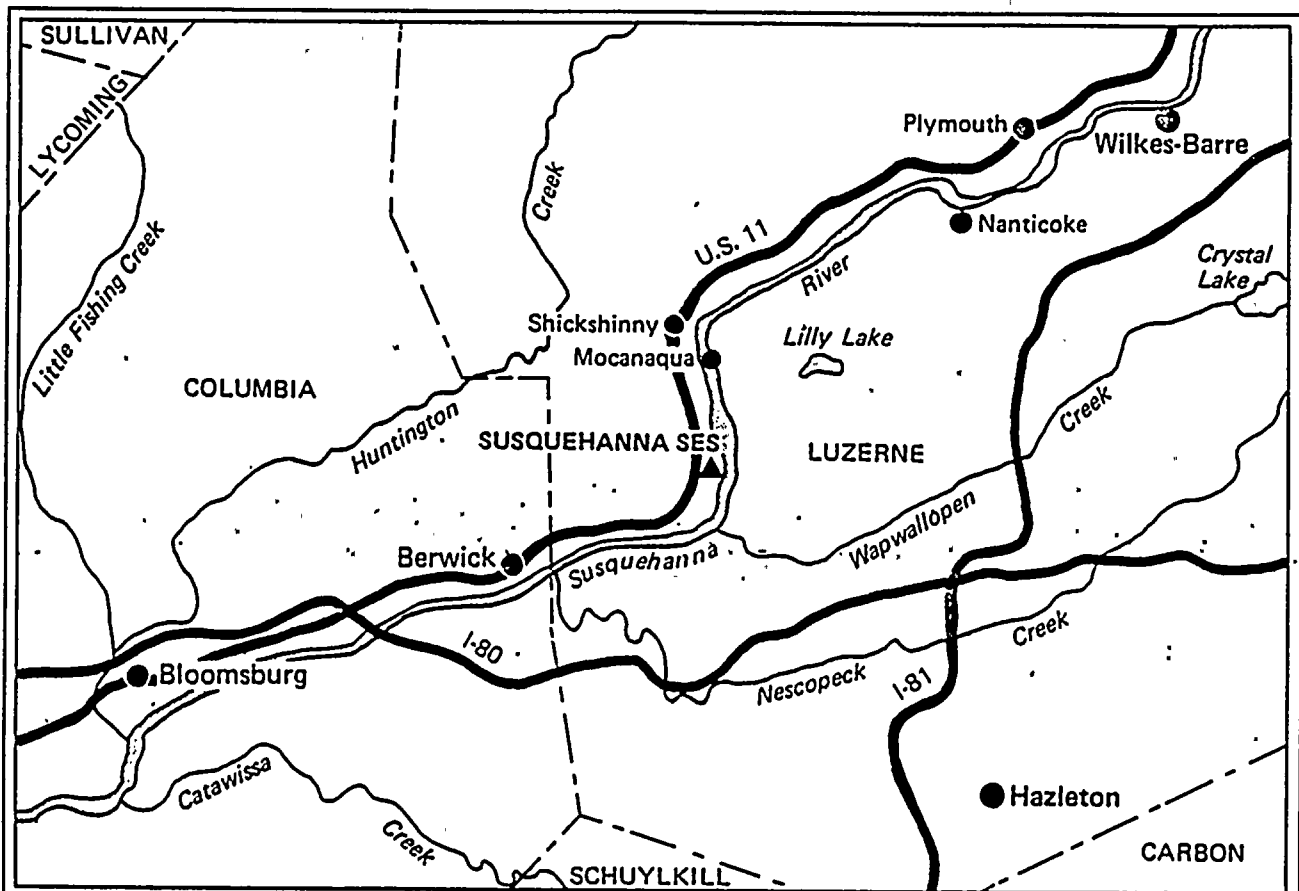 SULLIVAN
LYCOMING
Little Fishing Creek
COLUMBIA
Huntington
Creek
Plymouth
Wilkes-Barre
Nanticoke
U.S. 11
River
Crystal
Lake
Shickshinny
Mocanaqua
Lilly Lake
Creek
SUSQUEHANNA SES
LUZERNE
Wapwallopen
Berwick
Susquehanna
I-80
Bloomsburg
Nescopeck
Creek
I-81
Catawissa
Creek
Hazleton
SCHUYLKILL
CARBON